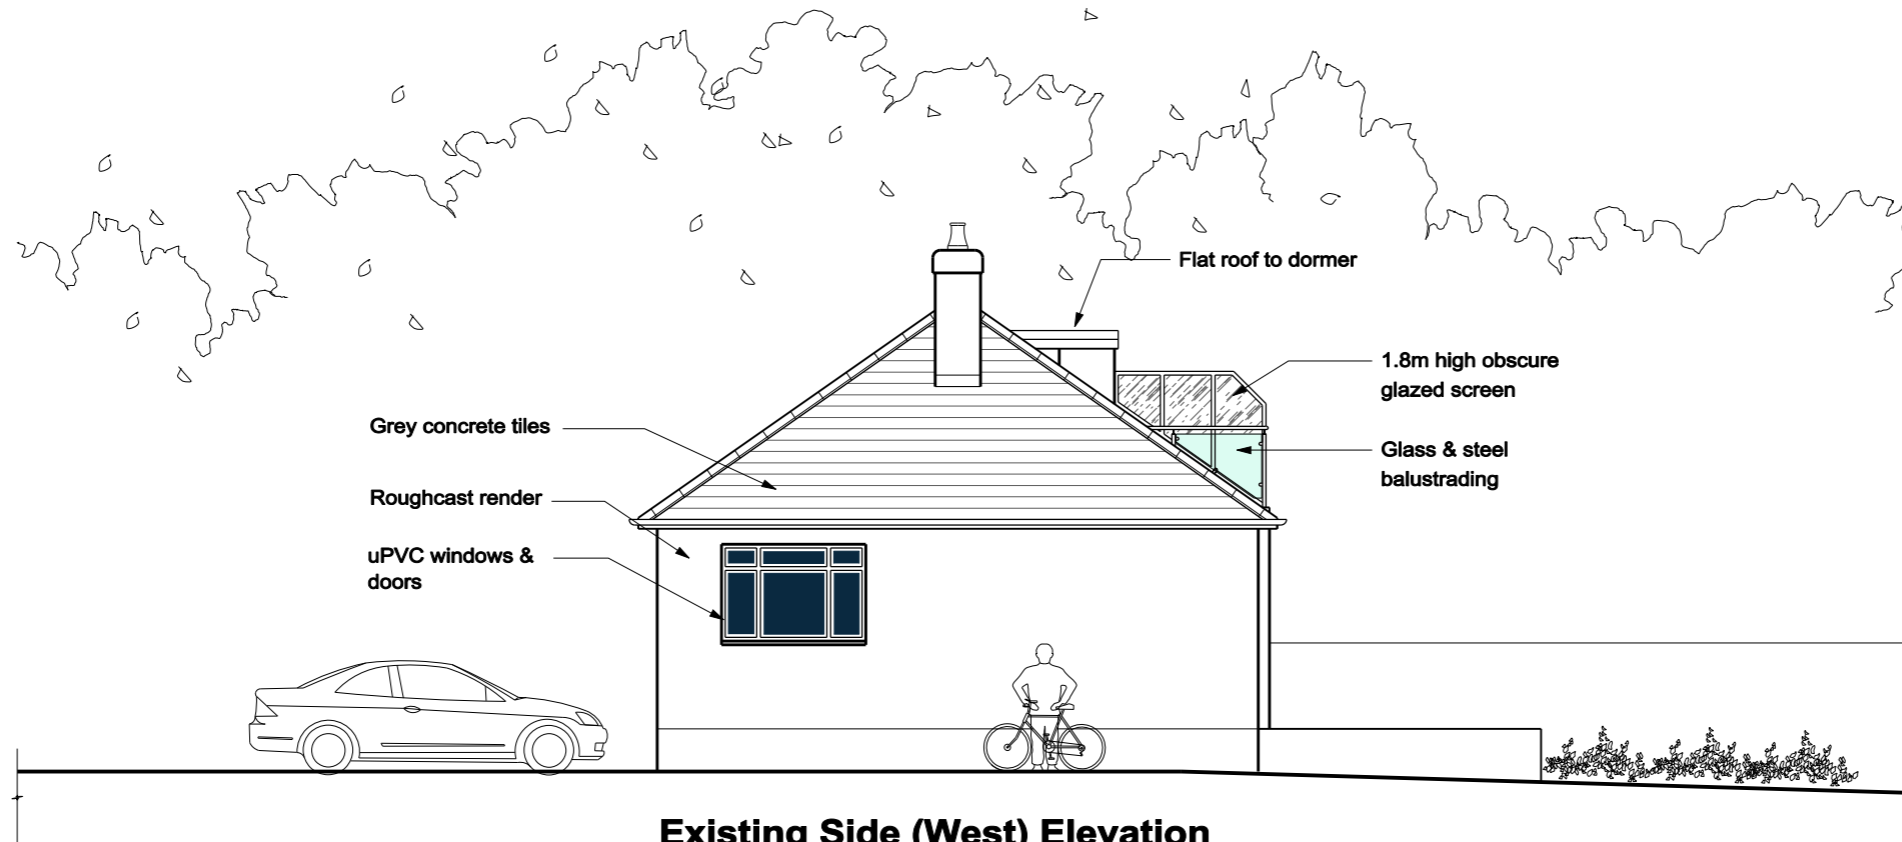 Flat roof to dormer
1.8m high obscure
glazed screen
Grey concrete tiles
Glass & steel
balustrading
Roughcast render
uPVC windows &
doors
Existing Side (West) Elevation